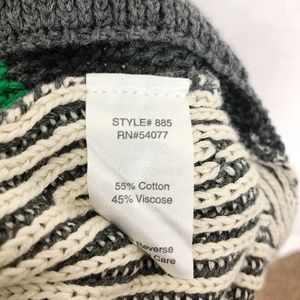 STYLE# 885
RN#54077
55% Cotton
45% Viscose
Reverse
Care